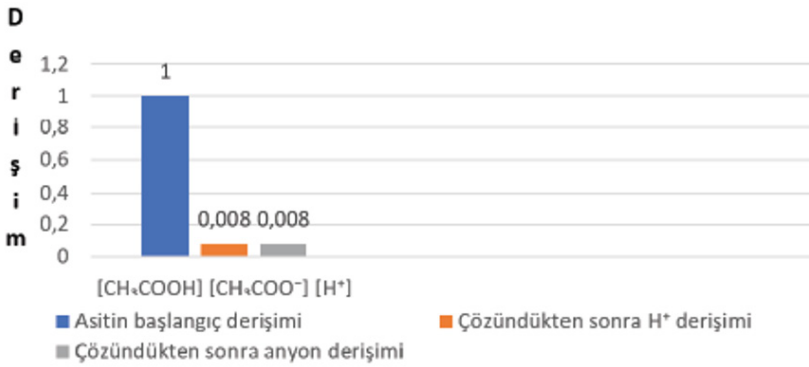 Derişim
1,2
1
0,8
0,6
0,4
0,2
0
1
0,008 0,008
[CH₃COOH] [CH₃COO⁻] [H⁺]
Asitin başlangıç derişimi
Çözündükten sonra H⁺ derişimi
Çözündükten sonra anyon derişimi